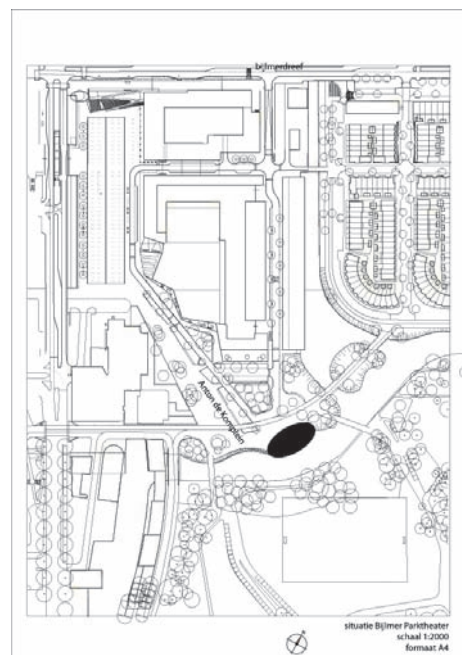 bijlmerdreef
Anton de Komplein
situatie Bijlmer Parktheater
schaal 1:2000
formaat A4